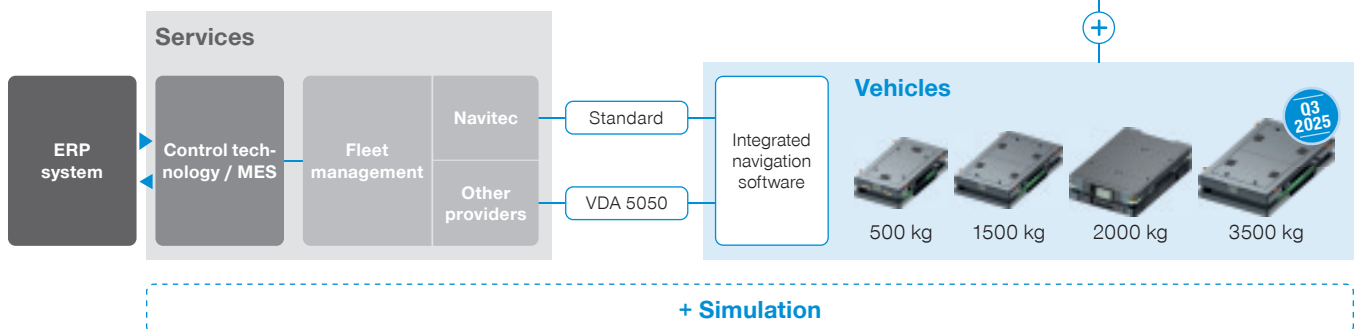 +
Services
Vehicles
Q3
2025
ERP
system
Control tech-
nology / MES
Fleet
management
Navitec
Other
providers
Standard
VDA 5050
Integrated
navigation
software
500 kg
1500 kg
2000 kg
3500 kg
+ Simulation